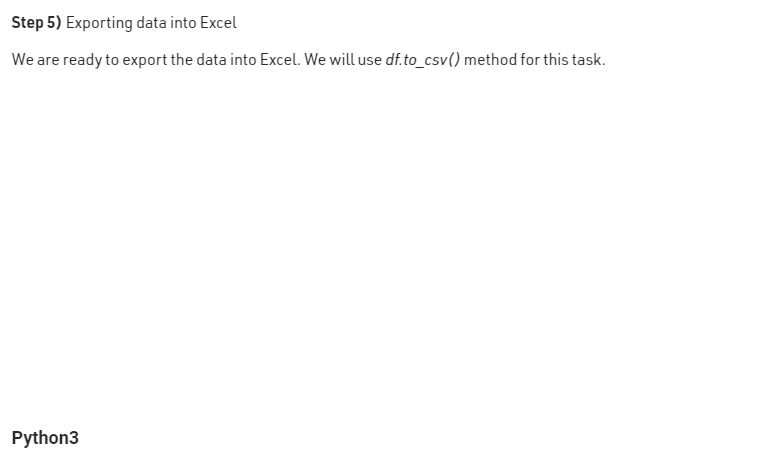 Step 5) Exporting data into Excel
We are ready to export the data into Excel. We will use df.to_csv() method for this task.
Python3